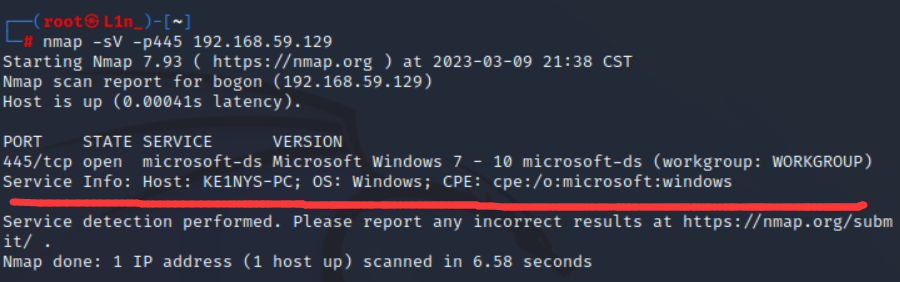 ┌──(root㉿L1n_)-[~]
└─# nmap -sV -p445 192.168.59.129
Starting Nmap 7.93 ( https://nmap.org ) at 2023-03-09 21:38 CST
Nmap scan report for bogon (192.168.59.129)
Host is up (0.00041s latency).
PORT    STATE SERVICE      VERSION
445/tcp open  microsoft-ds Microsoft Windows 7 - 10 microsoft-ds (workgroup: WORKGROUP)
Service Info: Host: KE1NYS-PC; OS: Windows; CPE: cpe:/o:microsoft:windows
Service detection performed. Please report any incorrect results at https://nmap.org/subm
it/ .
Nmap done: 1 IP address (1 host up) scanned in 6.58 seconds